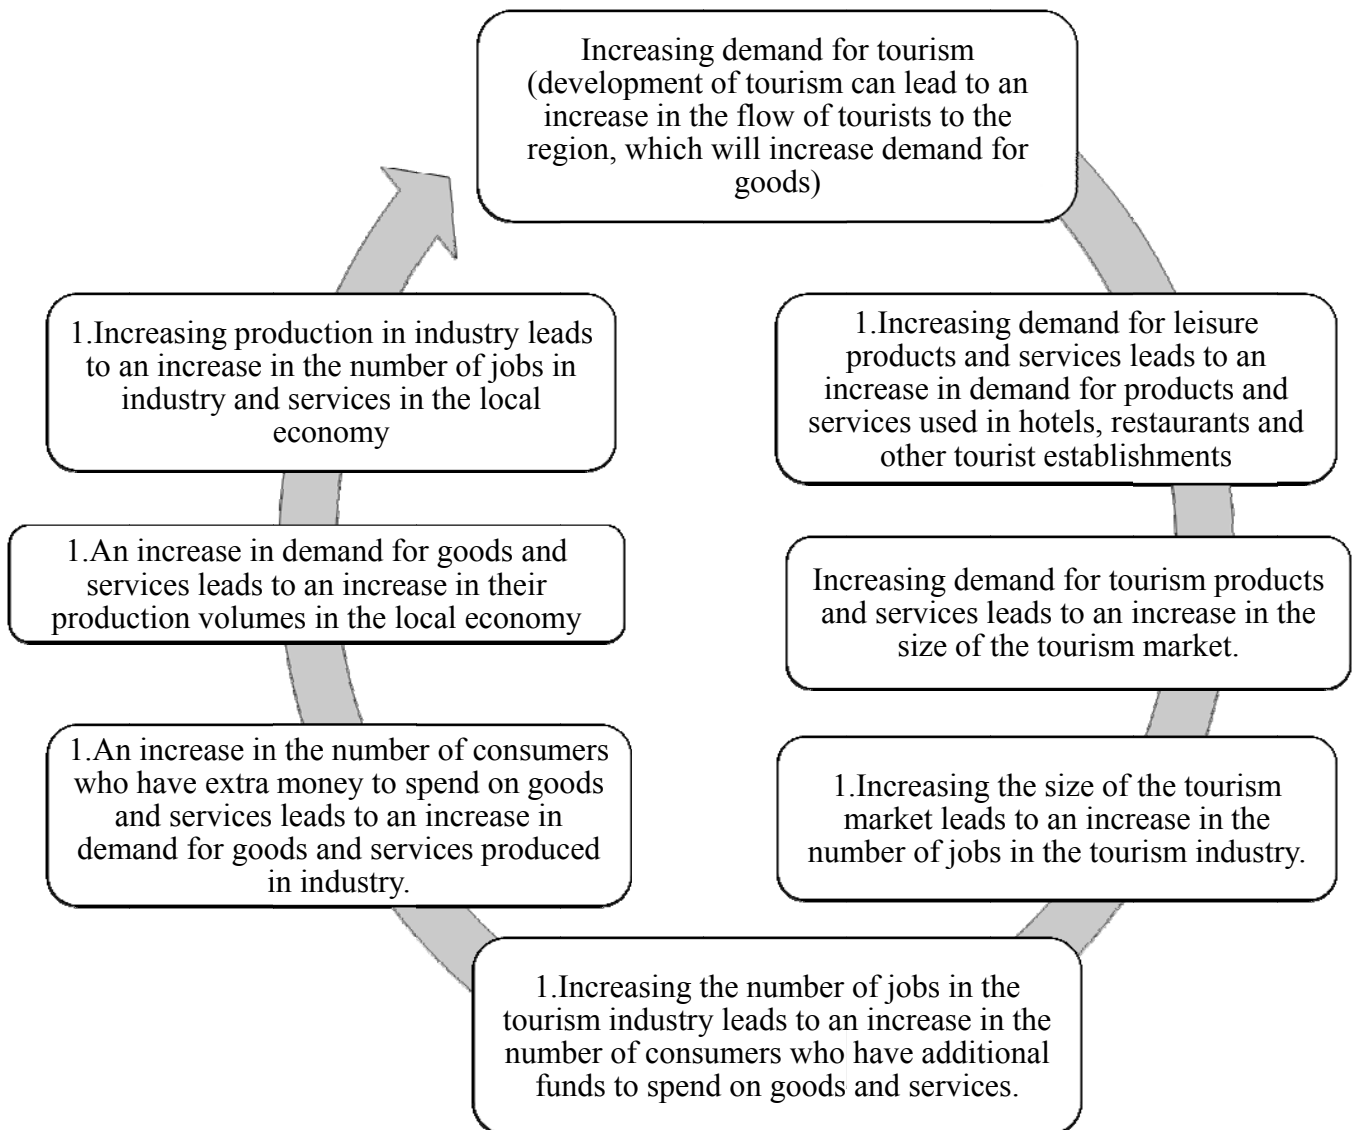 Increasing demand for tourism
(development of tourism can lead to an
increase in the flow of tourists to the
region, which will increase demand for
goods)
1.Increasing demand for leisure
products and services leads to an
increase in demand for products and
services used in hotels, restaurants and
other tourist establishments
Increasing demand for tourism products
and services leads to an increase in the
size of the tourism market.
1.Increasing the size of the tourism
market leads to an increase in the
number of jobs in the tourism industry.
1.Increasing the number of jobs in the
tourism industry leads to an increase in the
number of consumers who have additional
funds to spend on goods and services.
1.An increase in the number of consumers
who have extra money to spend on goods
and services leads to an increase in
demand for goods and services produced
in industry.
1.An increase in demand for goods and
services leads to an increase in their
production volumes in the local economy
1.Increasing production in industry leads
to an increase in the number of jobs in
industry and services in the local
economy